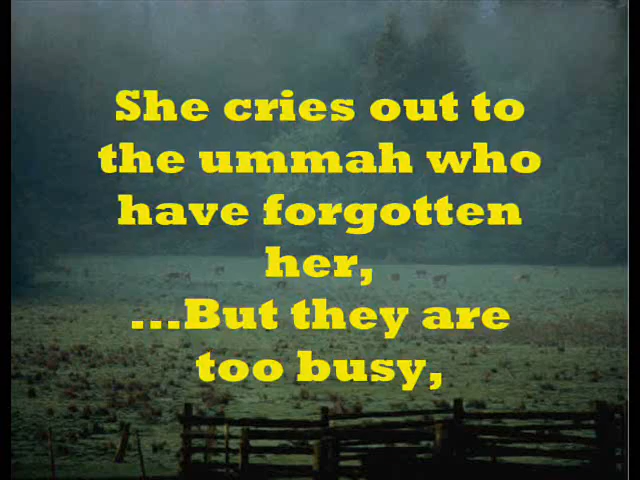 She cries out to
the ummah who
have forgotten
her,
...But they are
too busy,